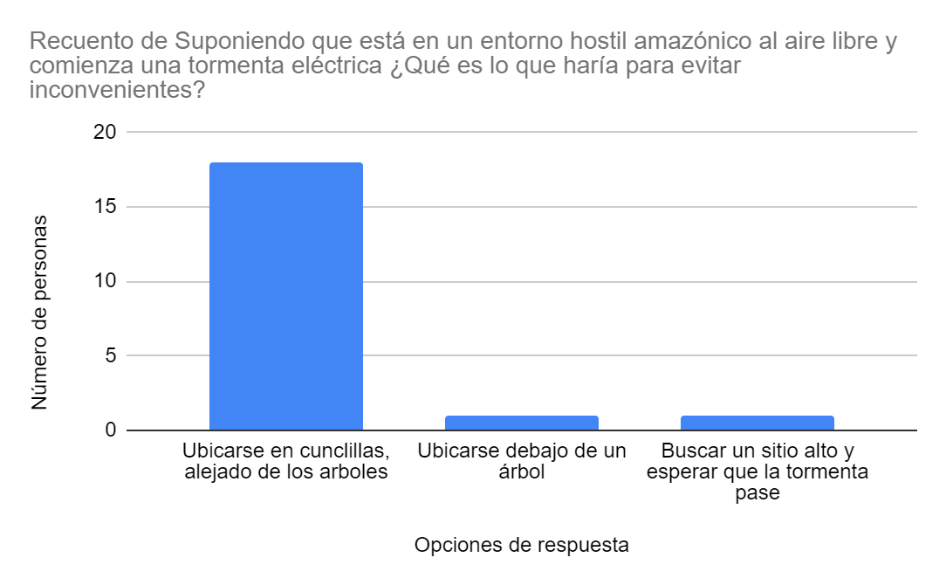 Recuento de Suponiendo que está en un entorno hostil amazónico al aire libre y
comienza una tormenta eléctrica ¿Qué es lo que haría para evitar
inconvenientes?
20
15
10
5
0
Número de personas
Ubicarse en cunclillas,
alejado de los arboles
Ubicarse debajo de un
árbol
Buscar un sitio alto y
esperar que la tormenta
pase
Opciones de respuesta